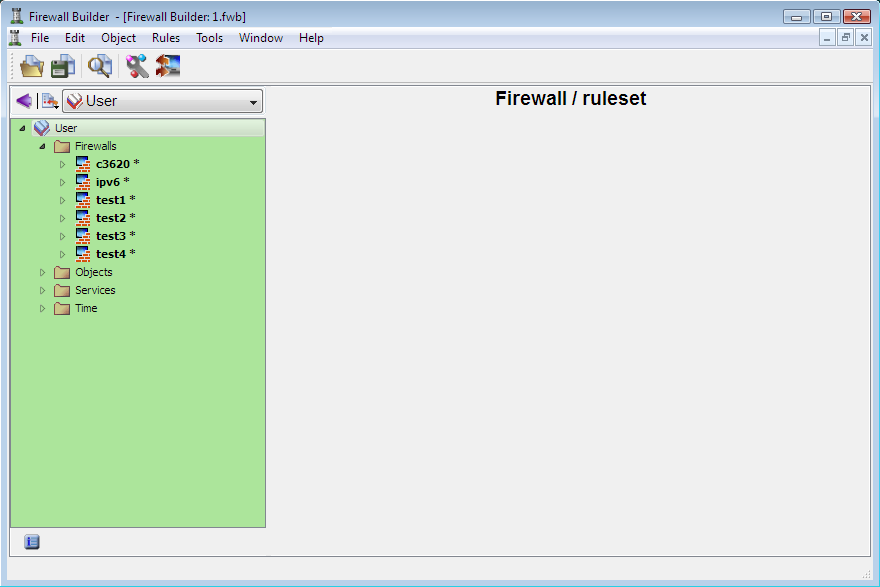 Firewall Builder - [Firewall Builder: 1.fwb]
File Edit Object Rules Tools Window Help
User
Firewall / ruleset
User
Firewalls
c3620 *
ipv6 *
test1 *
test2 *
test3 *
test4 *
Objects
Services
Time